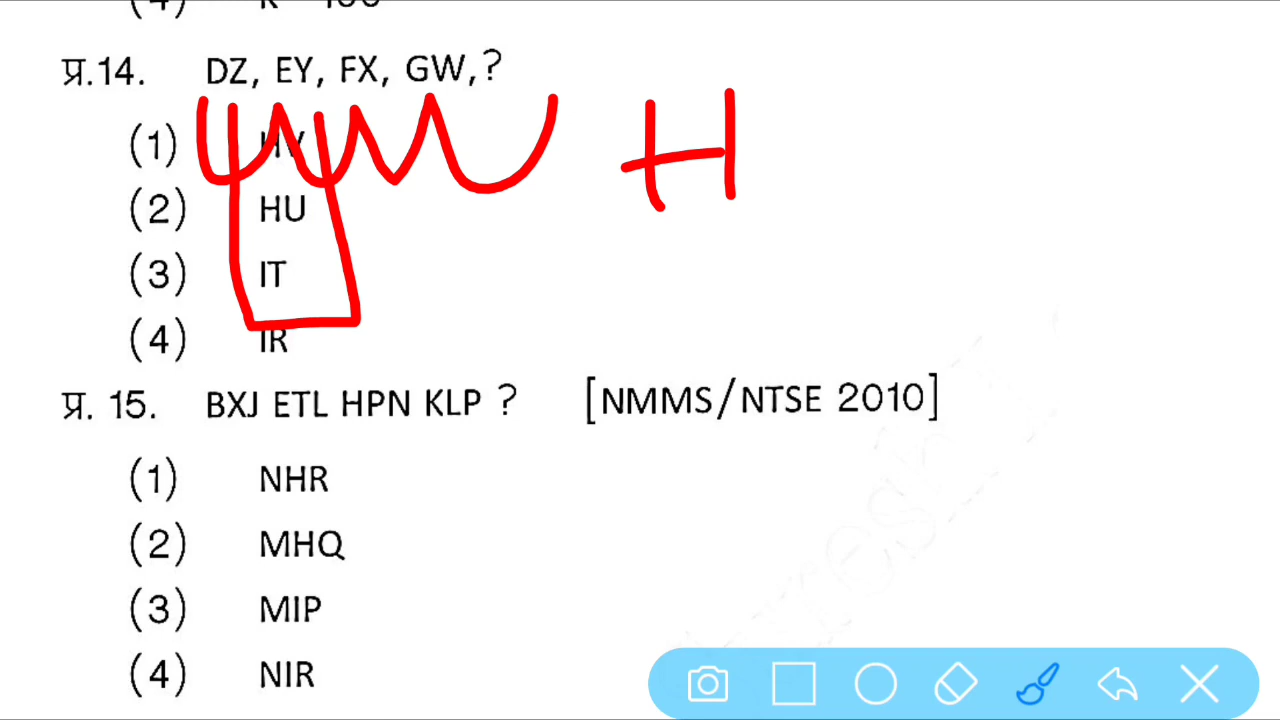 प्र.14. DZ, EY, FX, GW,?
(1) HV
H
(2) HU
(3) IT
(4) IR
प्र. 15. BXJ ETL HPN KLP ? [NMMS/NTSE 2010]
(1) NHR
(2) MHQ
(3) MIP
(4) NIR